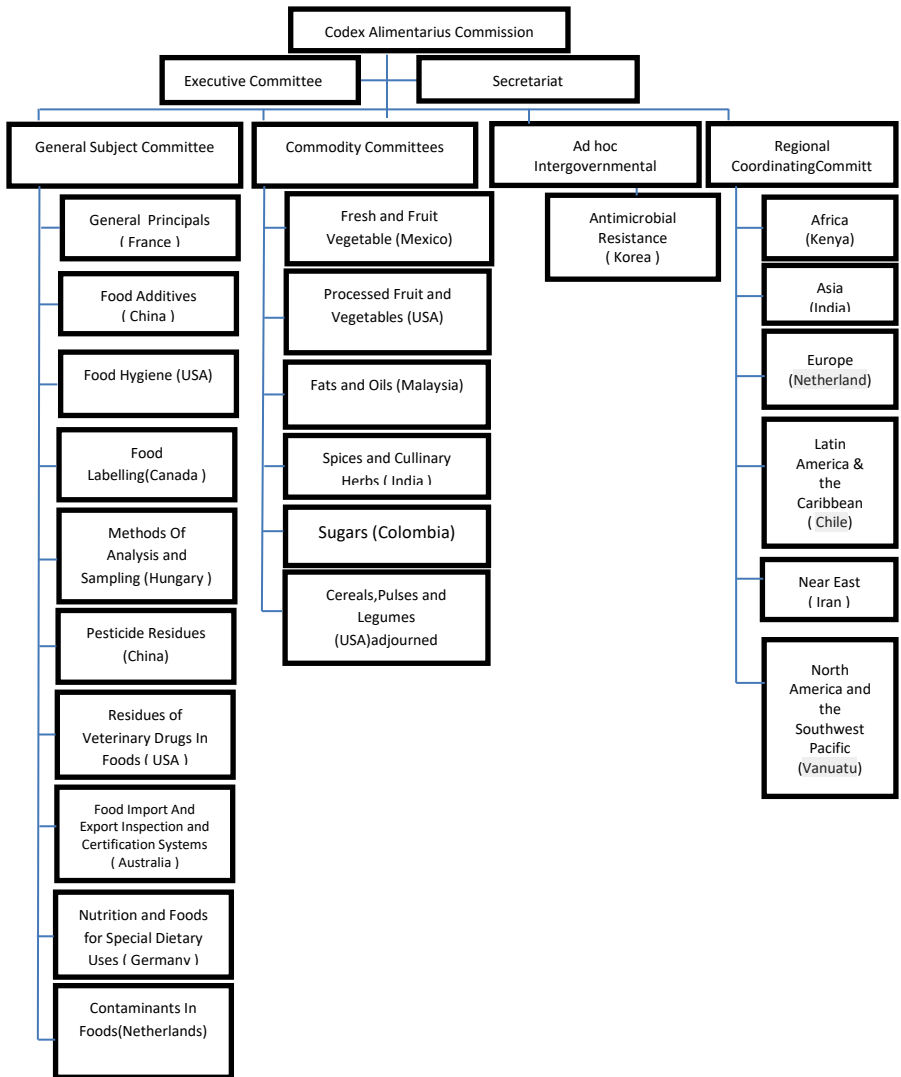 Codex Alimentarius Commission
Executive Committee
Secretariat
General Subject Committee
Commodity Committees
Ad hoc
Intergovernmental
Regional
CoordinatingCommitt
General Principals
( France )
Food Additives
( China )
Food Hygiene (USA)
Food
Labelling(Canada )
Methods Of
Analysis and
Sampling (Hungary )
Pesticide Residues
(China)
Residues of
Veterinary Drugs In
Foods ( USA )
Food Import And
Export Inspection and
Certification Systems
( Australia )
Nutrition and Foods
for Special Dietary
Uses ( Germany )
Contaminants In
Foods(Netherlands)
Fresh and Fruit
Vegetable (Mexico)
Processed Fruit and
Vegetables (USA)
Fats and Oils (Malaysia)
Spices and Cullinary
Herbs ( India )
Sugars (Colombia)
Cereals,Pulses and
Legumes
(USA)adjourned
Antimicrobial
Resistance
( Korea )
Africa
(Kenya)
Asia
(India)
Europe
(Netherland)
Latin
America &
the
Caribbean
( Chile)
Near East
( Iran )
North
America and
the
Southwest
Pacific
(Vanuatu)